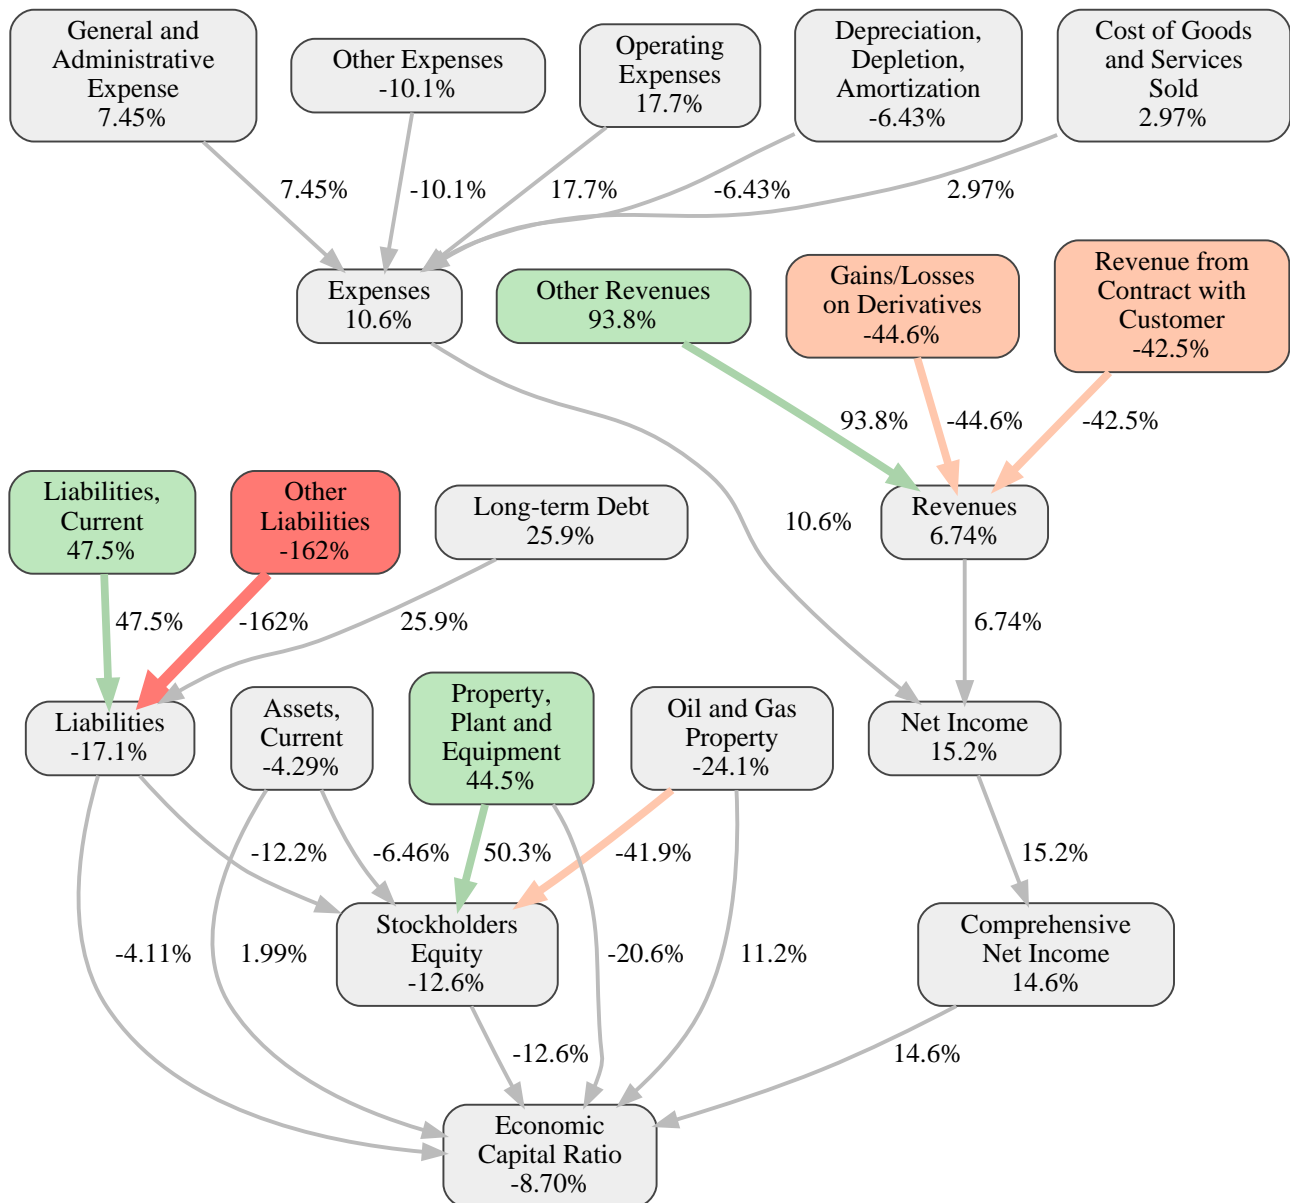 General and
Administrative
Expense
7.45%
Other Expenses
-10.1%
Operating
Expenses
17.7%
Depreciation,
Depletion,
Amortization
-6.43%
Cost of Goods
and Services
Sold
2.97%
7.45%
-10.1%
17.7%
-6.43%
2.97%
Expenses
10.6%
Other Revenues
93.8%
Gains/Losses
on Derivatives
-44.6%
Revenue from
Contract with
Customer
-42.5%
93.8%
-44.6%
-42.5%
Liabilities,
Current
47.5%
Other
Liabilities
-162%
Long-term Debt
25.9%
10.6%
Revenues
6.74%
47.5%
-162%
25.9%
6.74%
Liabilities
-17.1%
Assets,
Current
-4.29%
Property,
Plant and
Equipment
44.5%
Oil and Gas
Property
-24.1%
Net Income
15.2%
-12.2%
-6.46%
50.3%
-41.9%
15.2%
-4.11%
1.99%
Stockholders
Equity
-12.6%
-20.6%
11.2%
Comprehensive
Net Income
14.6%
-12.6%
14.6%
Economic
Capital Ratio
-8.70%